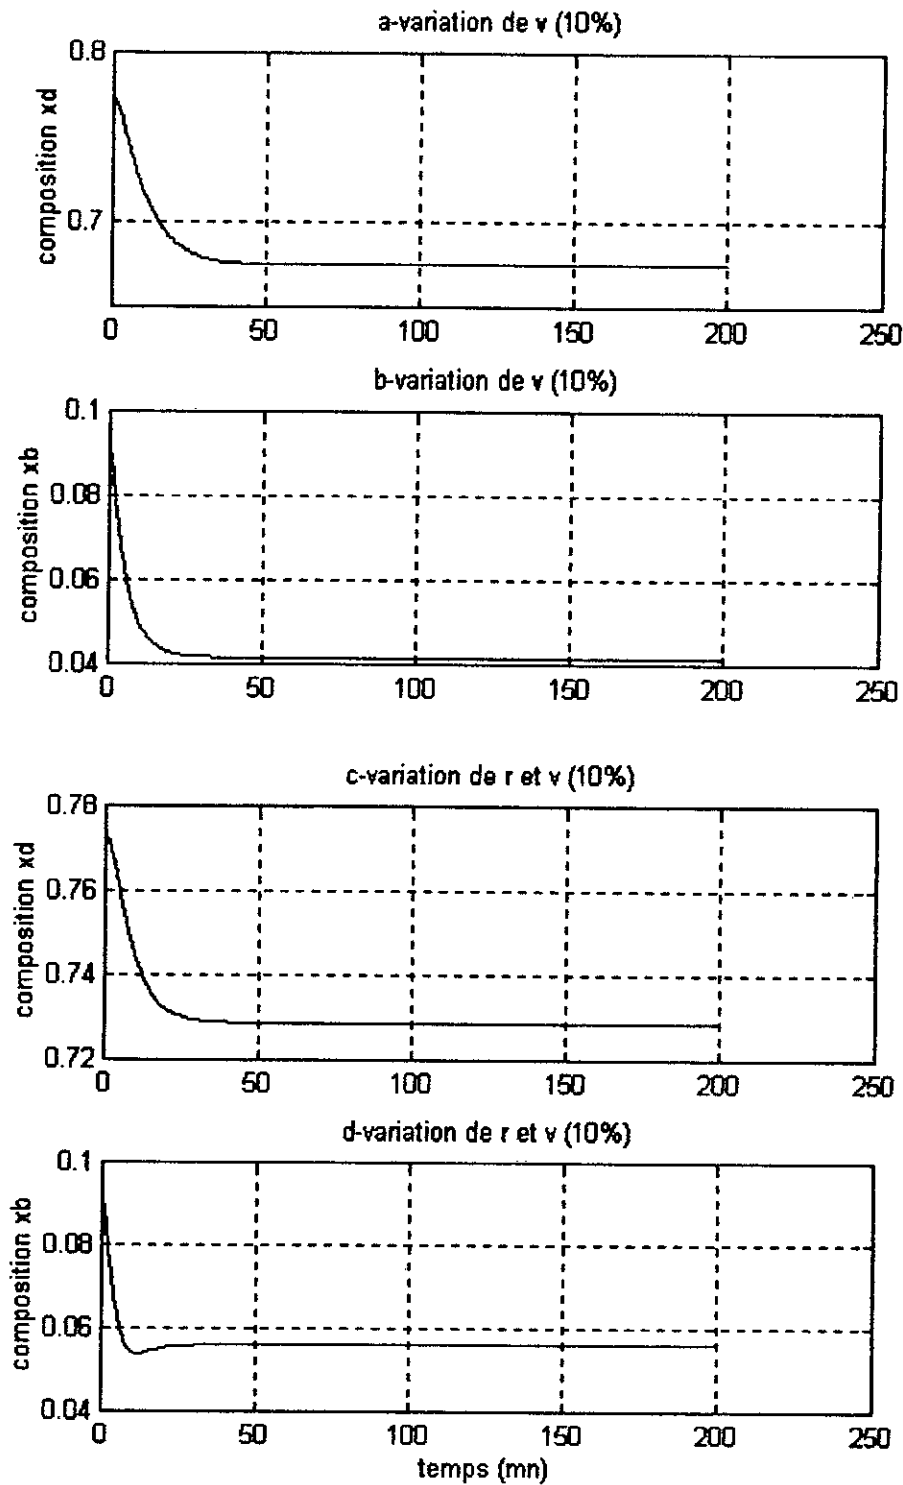 a-variation de v (10%)
0.8
composition xd
0.7
0 50 100 150 200 250
b-variation de v (10%)
0.1
composition xb
0.08
0.06
0.04
0 50 100 150 200 250
c-variation de r et v (10%)
0.78
composition xd
0.76
0.74
0.72
0 50 100 150 200 250
d-variation de r et v (10%)
0.1
composition xb
0.08
0.06
0.04
0 50 100 150 200 250
temps (mn)